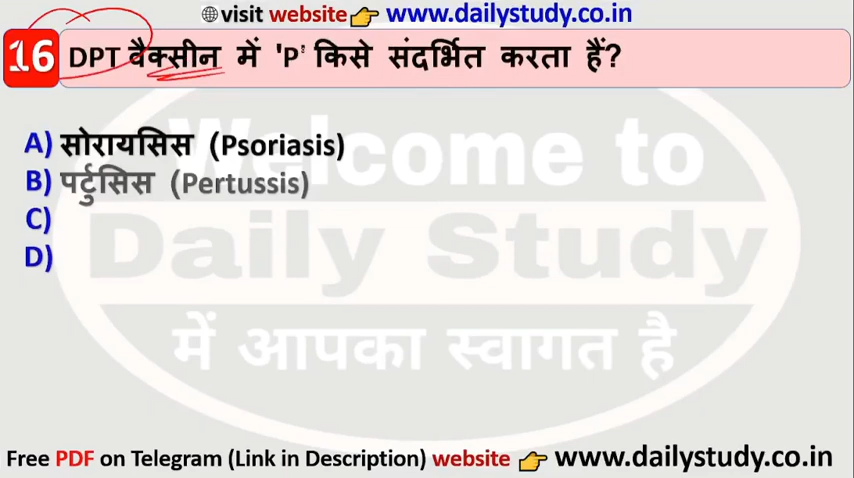 visit website 👉 www.dailystudy.co.in
16 DPT वैक्सीन में 'P' किसे संदर्भित करता हैं?
A) सोरायसिस (Psoriasis)
B) पर्टुसिस (Pertussis)
C)
D)
Welcome to
Daily Study
में आपका स्वागत है
Free PDF on Telegram (Link in Description) website 👉 www.dailystudy.co.in